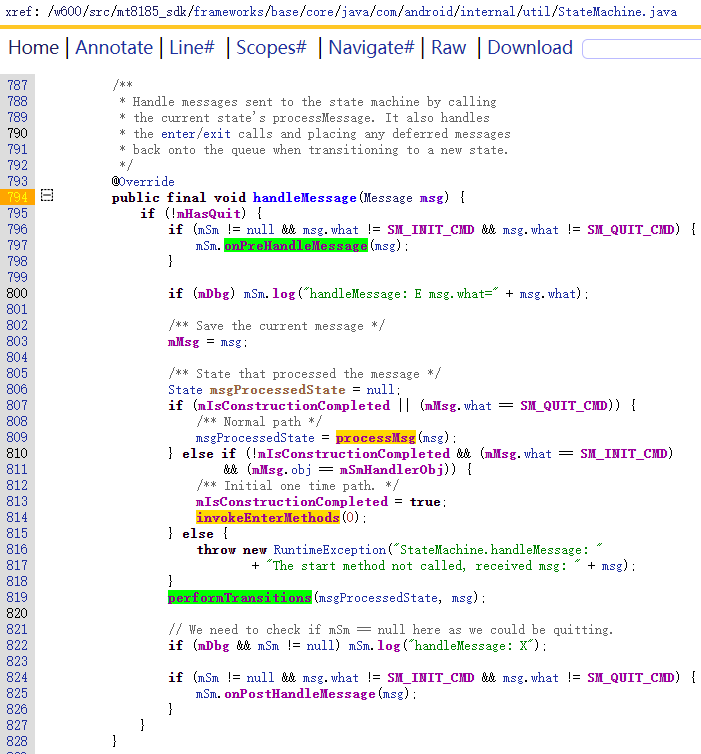 xref: /w600/src/mt8185_sdk/frameworks/base/core/java/com/android/internal/util/StateMachine.java
Home | Annotate | Line# | Scopes# | Navigate# | Raw | Download
787 /**
788 * Handle messages sent to the state machine by calling
789 * the current state's processMessage. It also handles
790 * the enter/exit calls and placing any deferred messages
791 * back onto the queue when transitioning to a new state.
792 */
793 @Override
794 public final void handleMessage(Message msg) {
795 if (!mHasQuit) {
796 if (mSm != null && msg.what != SM_INIT_CMD && msg.what != SM_QUIT_CMD) {
797 mSm.onPreHandleMessage(msg);
798 }
799
800 if (mDbg) mSm.log("handleMessage: E msg.what=" + msg.what);
801
802 /** Save the current message */
803 mMsg = msg;
804
805 /** State that processed the message */
806 State msgProcessedState = null;
807 if (mIsConstructionCompleted || (mMsg.what == SM_QUIT_CMD)) {
808 /** Normal path */
809 msgProcessedState = processMsg(msg);
810 } else if (!mIsConstructionCompleted && (mMsg.what == SM_INIT_CMD)
811 && (mMsg.obj == mSmHandlerObj)) {
812 /** Initial one time path. */
813 mIsConstructionCompleted = true;
814 invokeEnterMethods(0);
815 } else {
816 throw new RuntimeException("StateMachine.handleMessage: "
817 + "The start method not called, received msg: " + msg);
818 }
819 performTransitions(msgProcessedState, msg);
820
821 // We need to check if mSm == null here as we could be quitting.
822 if (mDbg && mSm != null) mSm.log("handleMessage: X");
823
824 if (mSm != null && msg.what != SM_INIT_CMD && msg.what != SM_QUIT_CMD) {
825 mSm.onPostHandleMessage(msg);
826 }
827 }
828 }